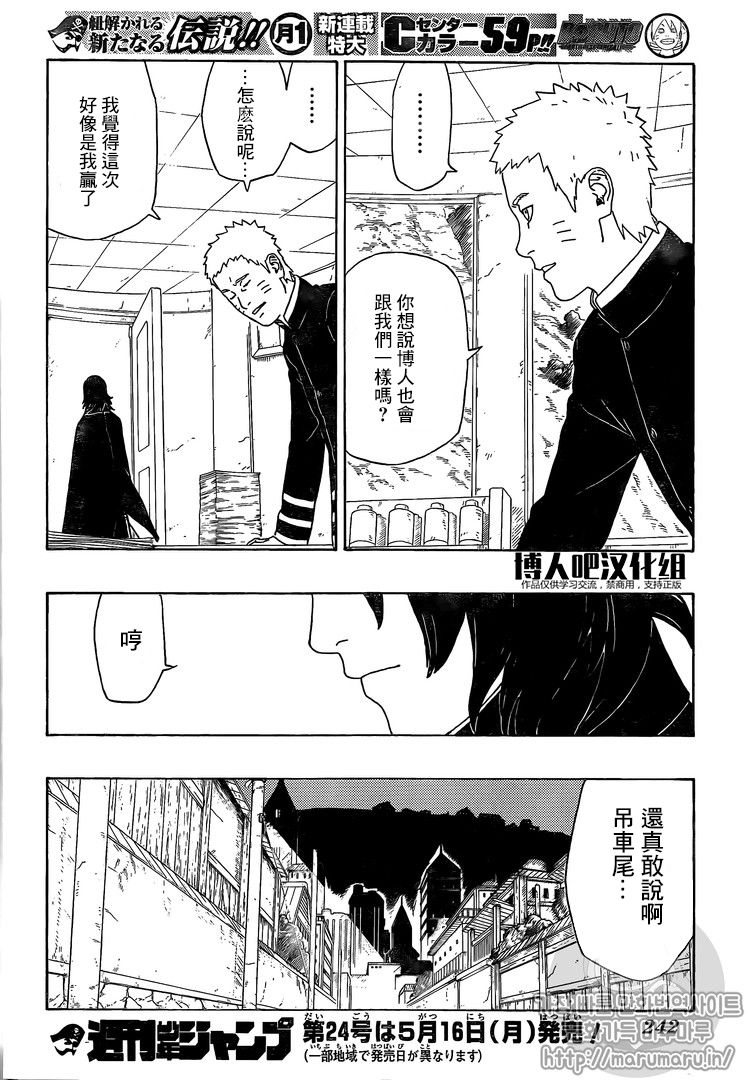 紐解かれる
新たなる
伝説!!
月1
新連載
特大
Cセンター
カラー59P!!
BORUTO
……
你想說博人也會
跟我們一樣嗎？
…怎麼說呢…
我覺得這次
好像是我贏了
博人吧汉化组
作品仅供学习交流，禁商用，支持正版
哼
還真敢說啊
吊車尾…
週刊少年ジャンプ
第24号は5月16日(月)発売！
(一部地域で発売日が異なります)
242
http://marumaru.in/